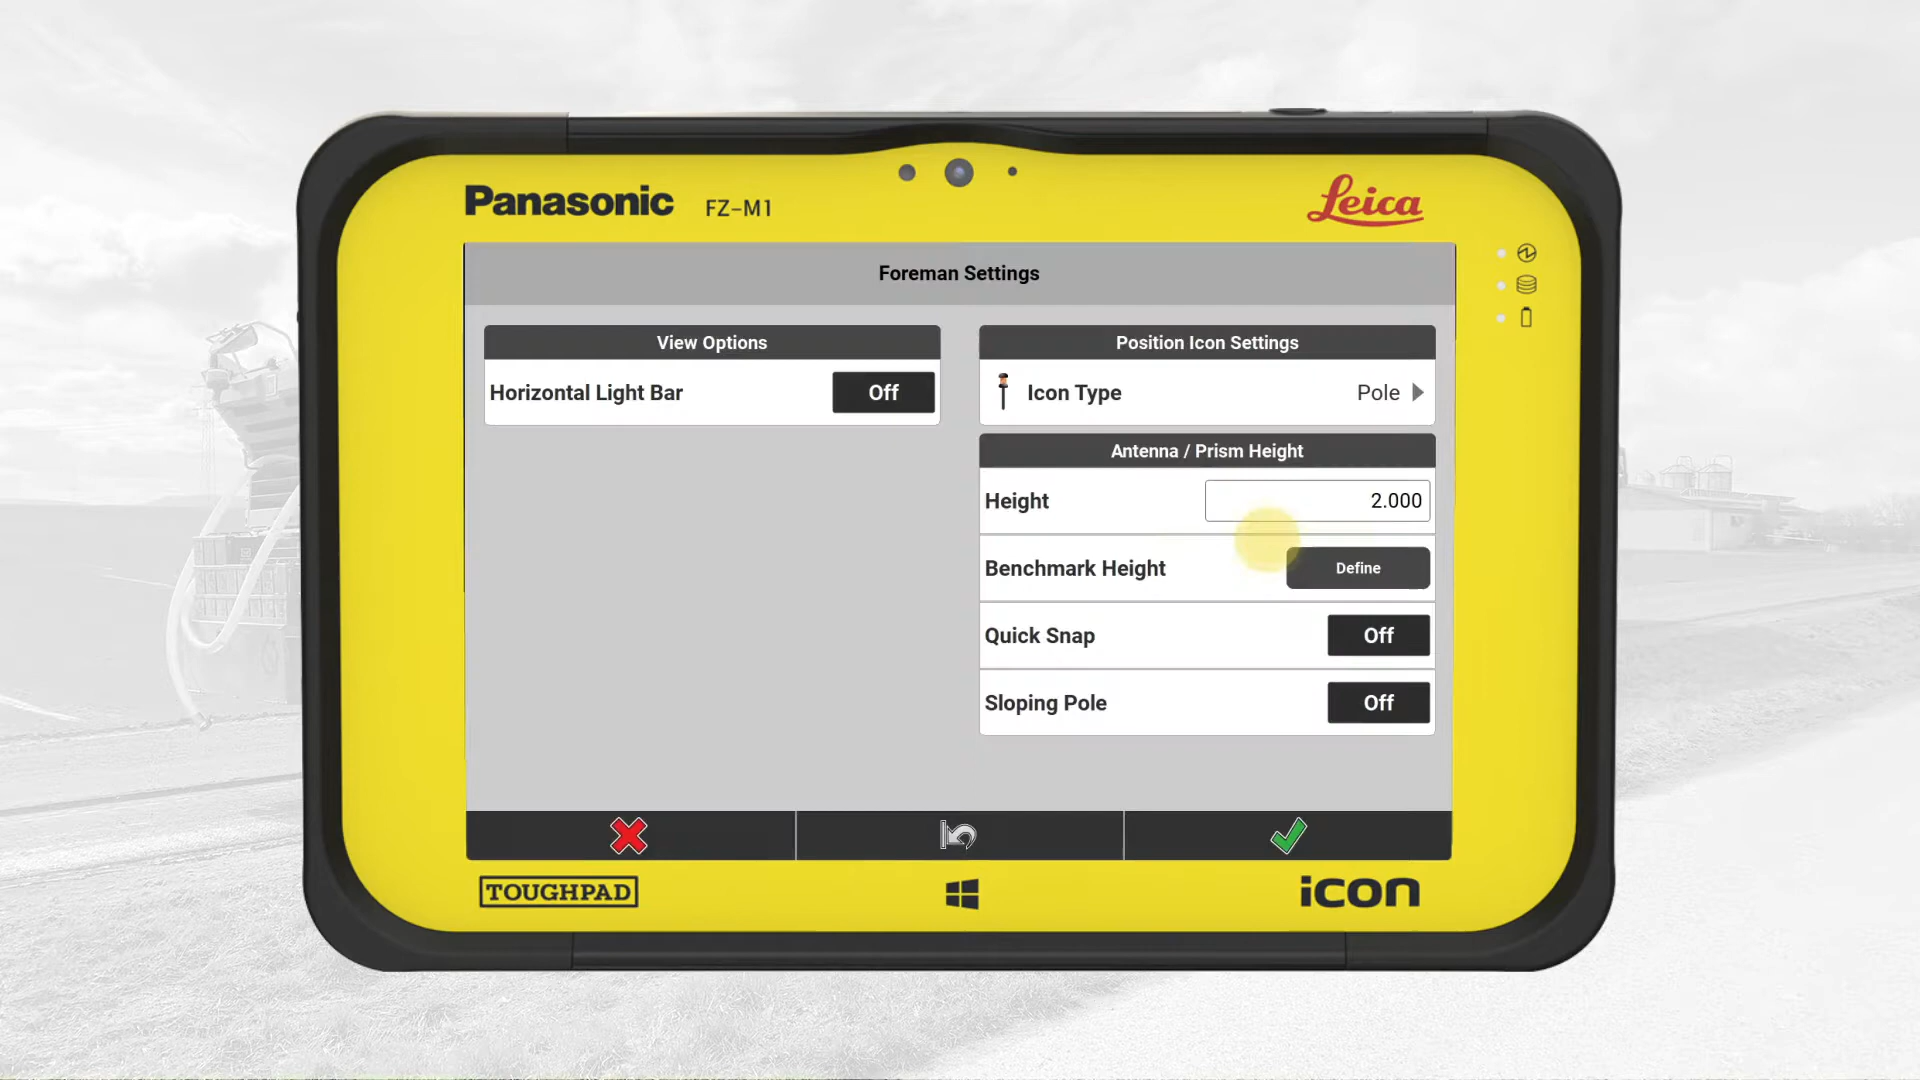 Panasonic FZ-M1
Leica
Foreman Settings
View Options
Horizontal Light Bar Off
Position Icon Settings
Icon Type Pole
Antenna / Prism Height
Height 2.000
Benchmark Height Define
Quick Snap Off
Sloping Pole Off
TOUGHPAD
iCON